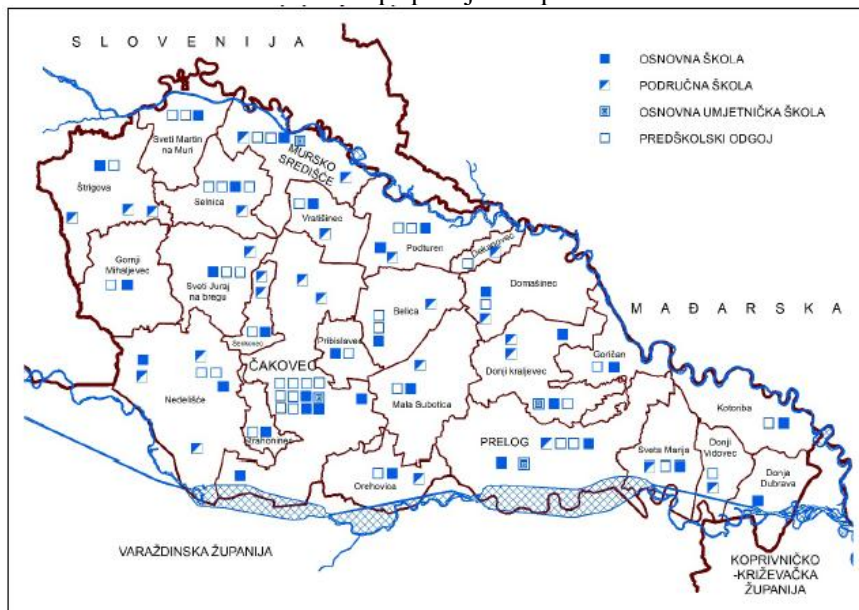 S L O V E N I J A
OSNOVNA ŠKOLA
PODRUČNA ŠKOLA
OSNOVNA UMJETNIČKA ŠKOLA
PREDŠKOLSKI ODGOJ
Sveti Martin
na Muri
MURSKO
SREDIŠĆE
Štrigova
Selnica
Vratišinec
Podturen
Dekanovec
Gornji
Mihaljevec
Sveti Juraj
na bregu
Belica
Domašinec
M A Đ A R S K A
Šenkovec
Pribislavec
Goričan
ČAKOVEC
Donji kraljevec
Nedelišće
Mala Subotica
Kotoriba
Strahoninec
PRELOG
Sveta Marija
Donji
Vidovec
Donja
Dubrava
Orehovica
VARAŽDINSKA ŽUPANIJA
KOPRIVNIČKO
-KRIŽEVAČKA
ŽUPANIJA